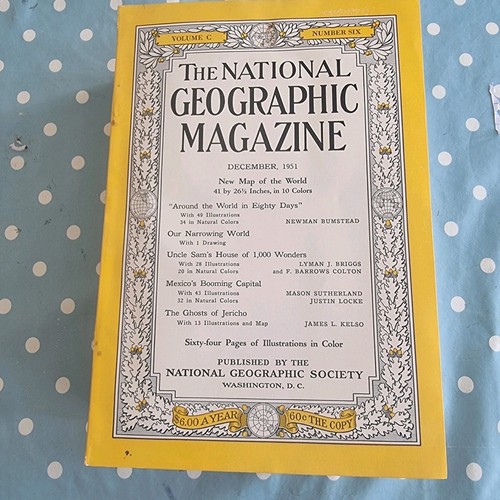 VOLUME C
NUMBER SIX
THE NATIONAL
GEOGRAPHIC
MAGAZINE
DECEMBER, 1951
New Map of the World
41 by 26½ Inches, in 10 Colors
"Around the World in Eighty Days"
With 49 Illustrations
34 in Natural Colors NEWMAN BUMSTEAD
Our Narrowing World
With 1 Drawing
Uncle Sam's House of 1,000 Wonders
With 28 Illustrations LYMAN J. BRIGGS
20 in Natural Colors and F. BARROWS COLTON
Mexico's Booming Capital
With 43 Illustrations MASON SUTHERLAND
32 in Natural Colors JUSTIN LOCKE
The Ghosts of Jericho
With 13 Illustrations and Map JAMES L. KELSO
Sixty-four Pages of Illustrations in Color
PUBLISHED BY THE
NATIONAL GEOGRAPHIC SOCIETY
WASHINGTON, D. C.
$6.00 A YEAR
60¢ THE COPY